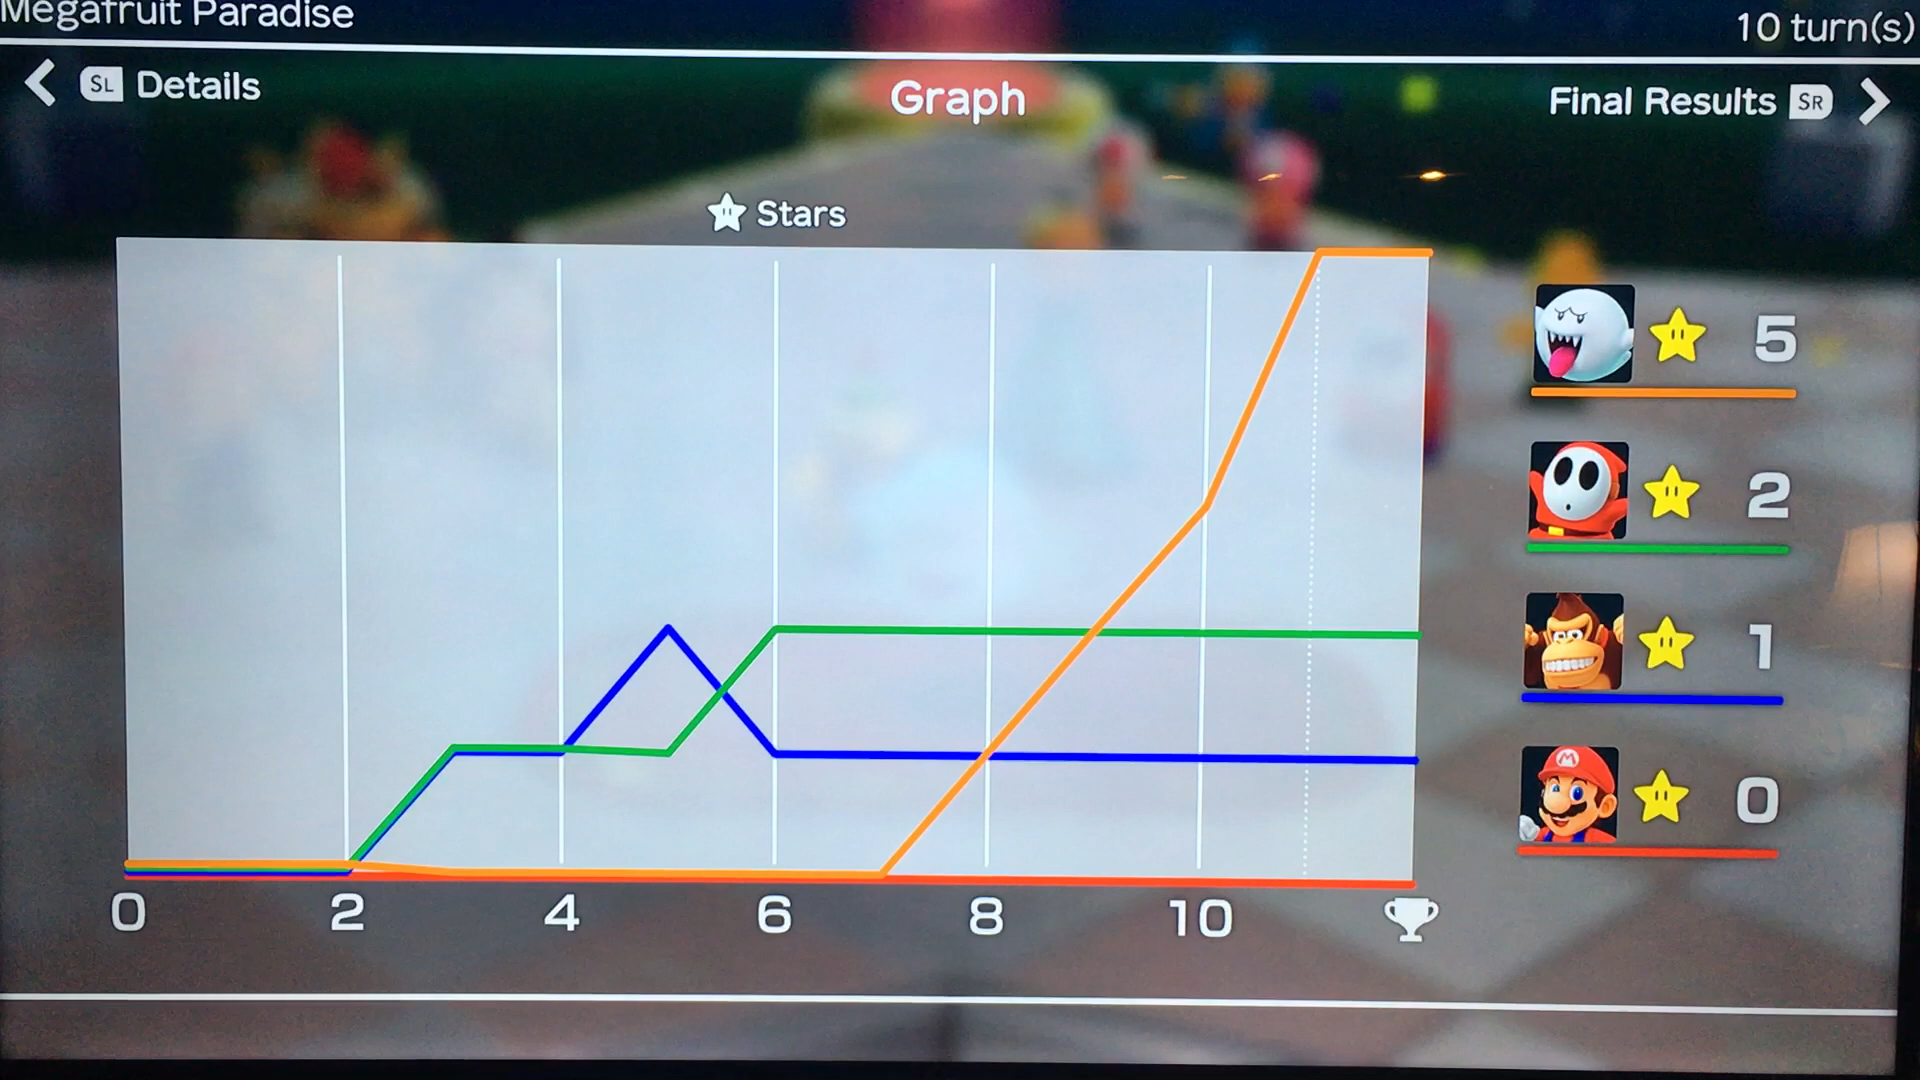 Megafruit Paradise
10 turn(s)
SL Details
Graph
Final Results SR
Stars
5
2
1
0
0 2 4 6 8 10